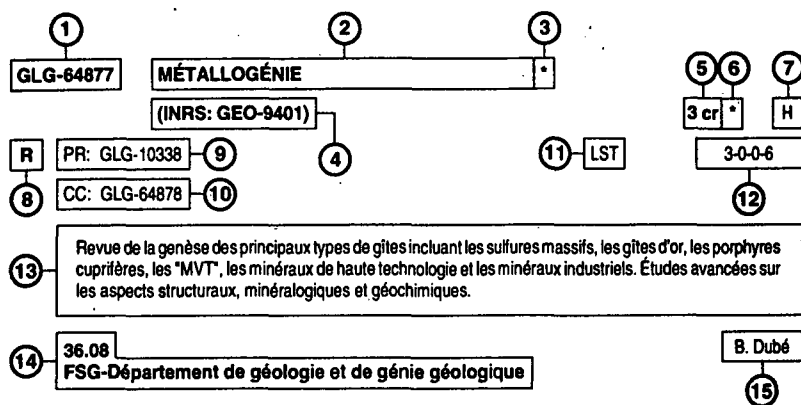 1 2 3
GLG-64877 MÉTALLOGÉNIE * 5 6 7
(INRS: GEO-9401) 3 cr * H
R PR: GLG-10338 9 4 11 LST 3-0-0-6
8 CC: GLG-64878 10 12
Revue de la genèse des principaux types de gîtes incluant les sulfures massifs, les gîtes d'or, les porphyres
13 cuprifères, les "MVT", les minéraux de haute technologie et les minéraux industriels. Études avancées sur
les aspects structuraux, minéralogiques et géochimiques.
14 36.08 B. Dubé
FSG-Département de géologie et de génie géologique
15